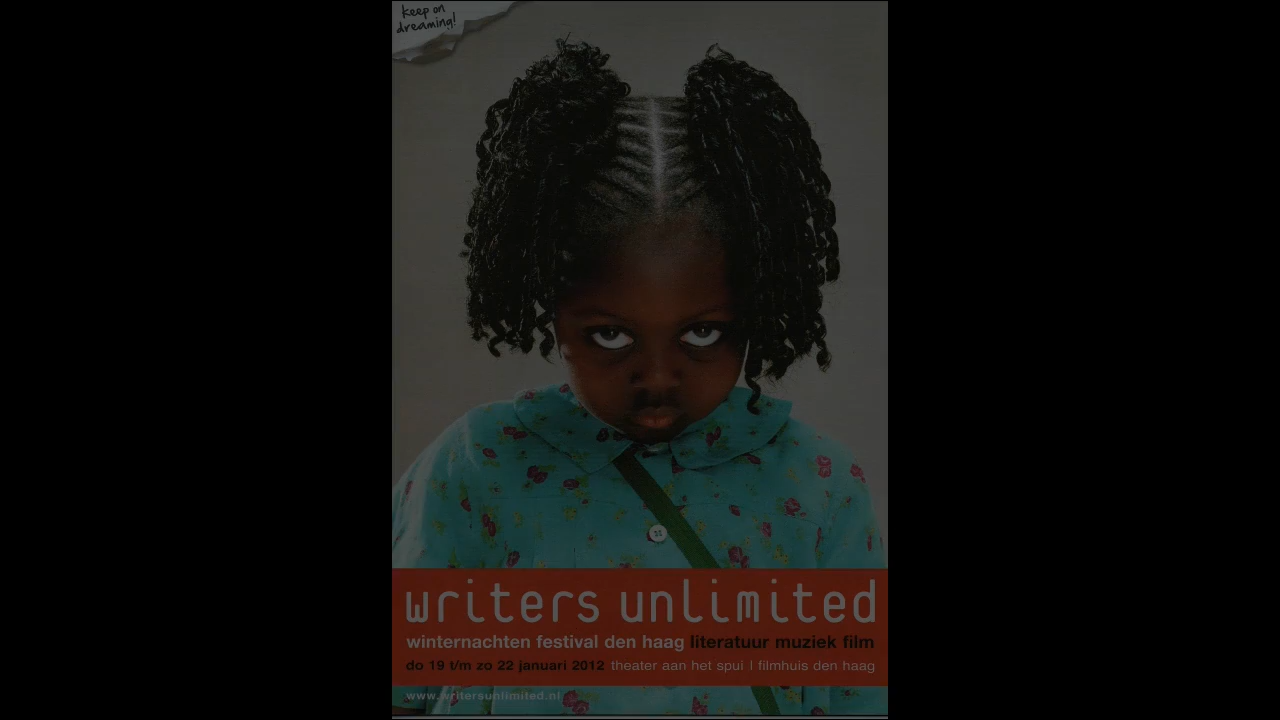 keep on
dreaming!
writers unlimited
winternachten festival den haag literatuur muziek film
do 19 t/m zo 22 januari 2012 theater aan het spui | filmhuis den haag
www.writersunlimited.nl